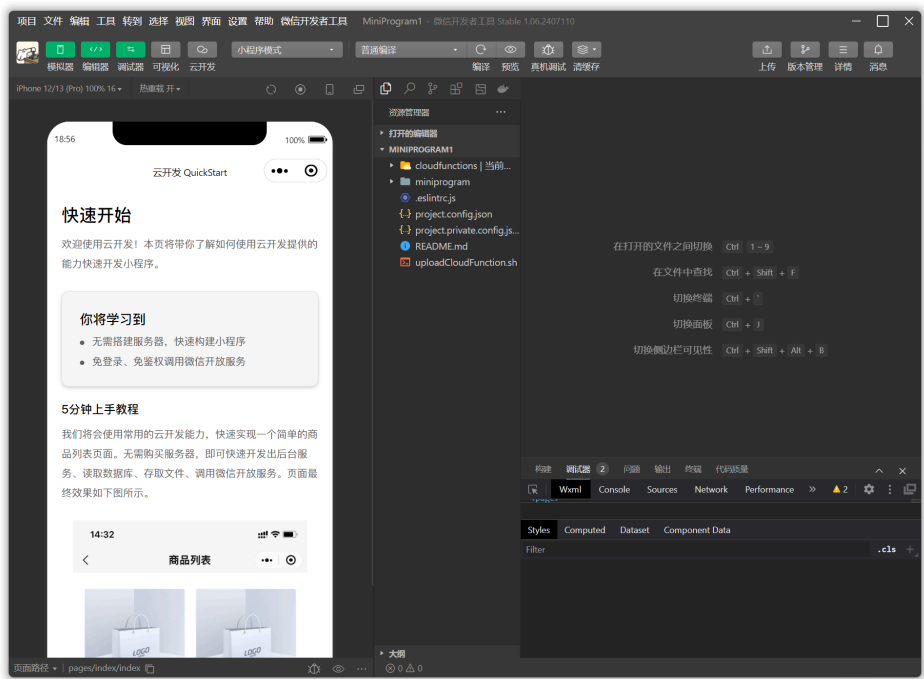 项目 文件 编辑 工具 转到 选择 视图 界面 设置 帮助 微信开发者工具 MiniProgram1 - 微信开发者工具 Stable 1.06.2407110
小程序模式 普通编译
模拟器 编辑器 调试器 可视化 云开发 编译 预览 真机调试 清缓存 上传 版本管理 详情 消息
iPhone 12/13 (Pro) 100% 16 热重载 开
18:56 100%
云开发 QuickStart
快速开始
欢迎使用云开发！本页将带你了解如何使用云开发提供的
能力快速开发小程序。
你将学习到
无需搭建服务器，快速构建小程序
免登录、免鉴权调用微信开放服务
5分钟上手教程
我们将会使用常用的云开发能力，快速实现一个简单的商
品列表页面。无需购买服务器，即可快速开发出后台服
务、读取数据库、存取文件、调用微信开放服务。页面最
终效果如下图所示。
14:32
商品列表
LOGO LOGO
页面路径 pages/index/index
资源管理器
打开的编辑器
MINIPROGRAM1
cloudfunctions | 当前...
miniprogram
.eslintrc.js
project.config.json
project.private.config.js...
README.md
uploadCloudFunction.sh
大纲
0 0
在打开的文件之间切换 Ctrl 1 ~ 9
在文件中查找 Ctrl + Shift + F
切换终端 Ctrl + `
切换面板 Ctrl + J
切换侧边栏可见性 Ctrl + Shift + Alt + B
构建 调试器 2 问题 输出 终端 代码质量
Wxml Console Sources Network Performance 2
Styles Computed Dataset Component Data
Filter .cls